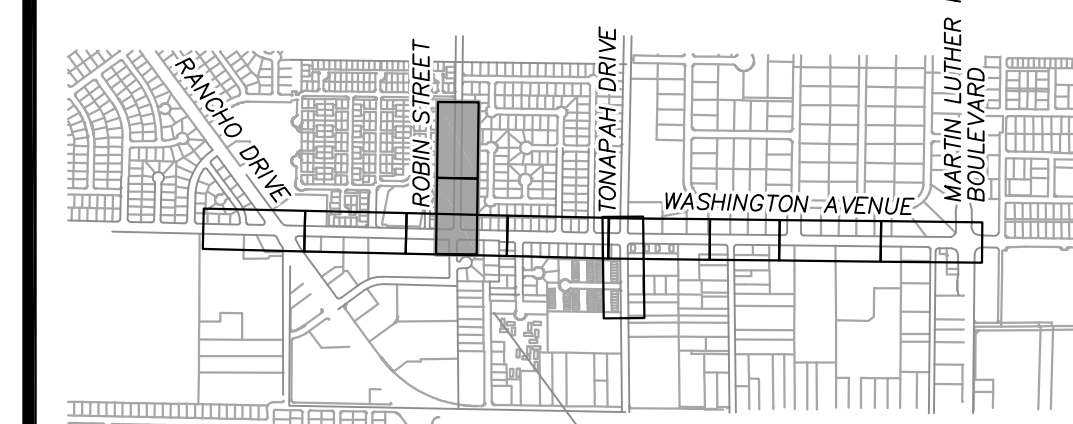 RANCHO DRIVE
ROBIN STREET
TONAPAH DRIVE
WASHINGTON AVENUE
MARTIN LUTHER
BOULEVARD